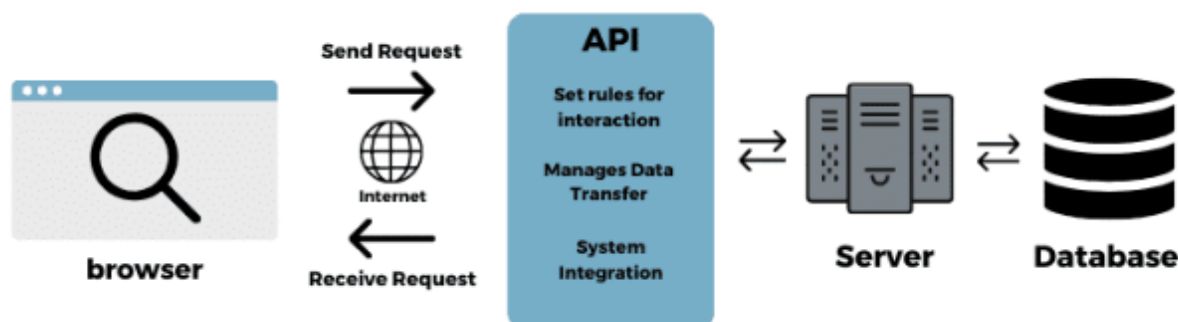 Send Request
Internet
Receive Request
browser
API
Set rules for
interaction
Manages Data
Transfer
System
Integration
Server
Database